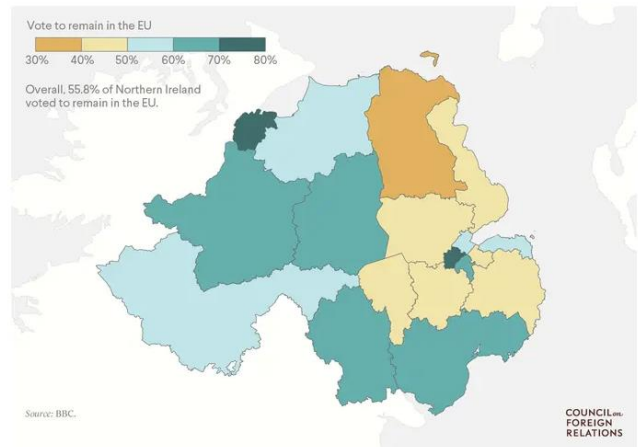 Vote to remain in the EU
30% 40% 50% 60% 70% 80%
Overall, 55.8% of Northern Ireland
voted to remain in the EU.
Source: BBC.
COUNCIL on
FOREIGN
RELATIONS